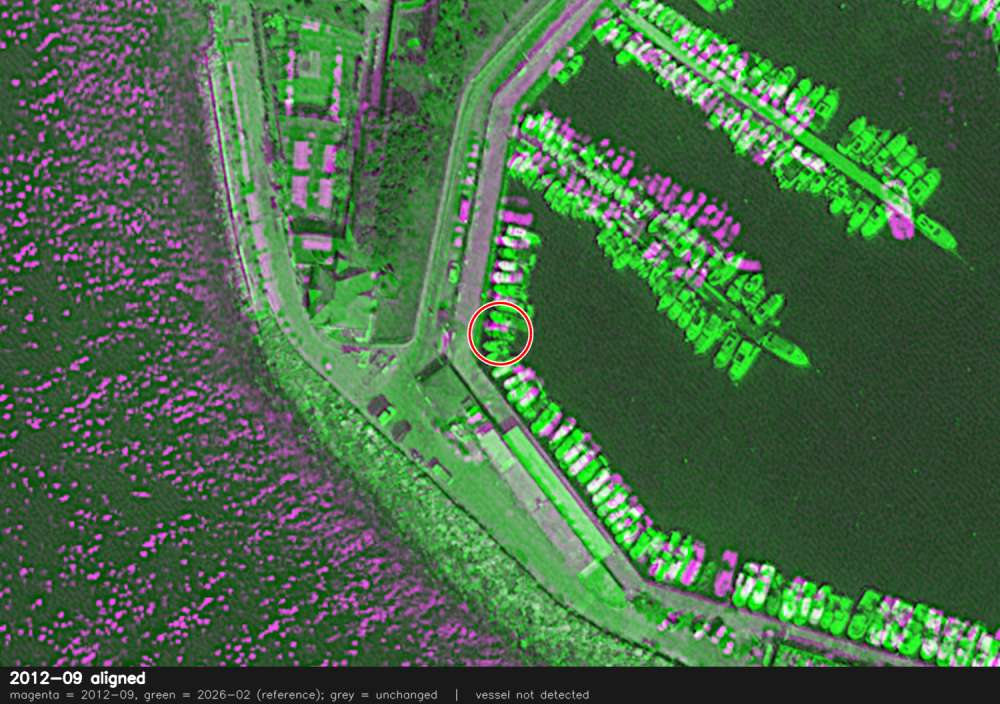 2012-09 aligned
magenta = 2012-09, green = 2026-02 (reference); grey = unchanged | vessel not detected